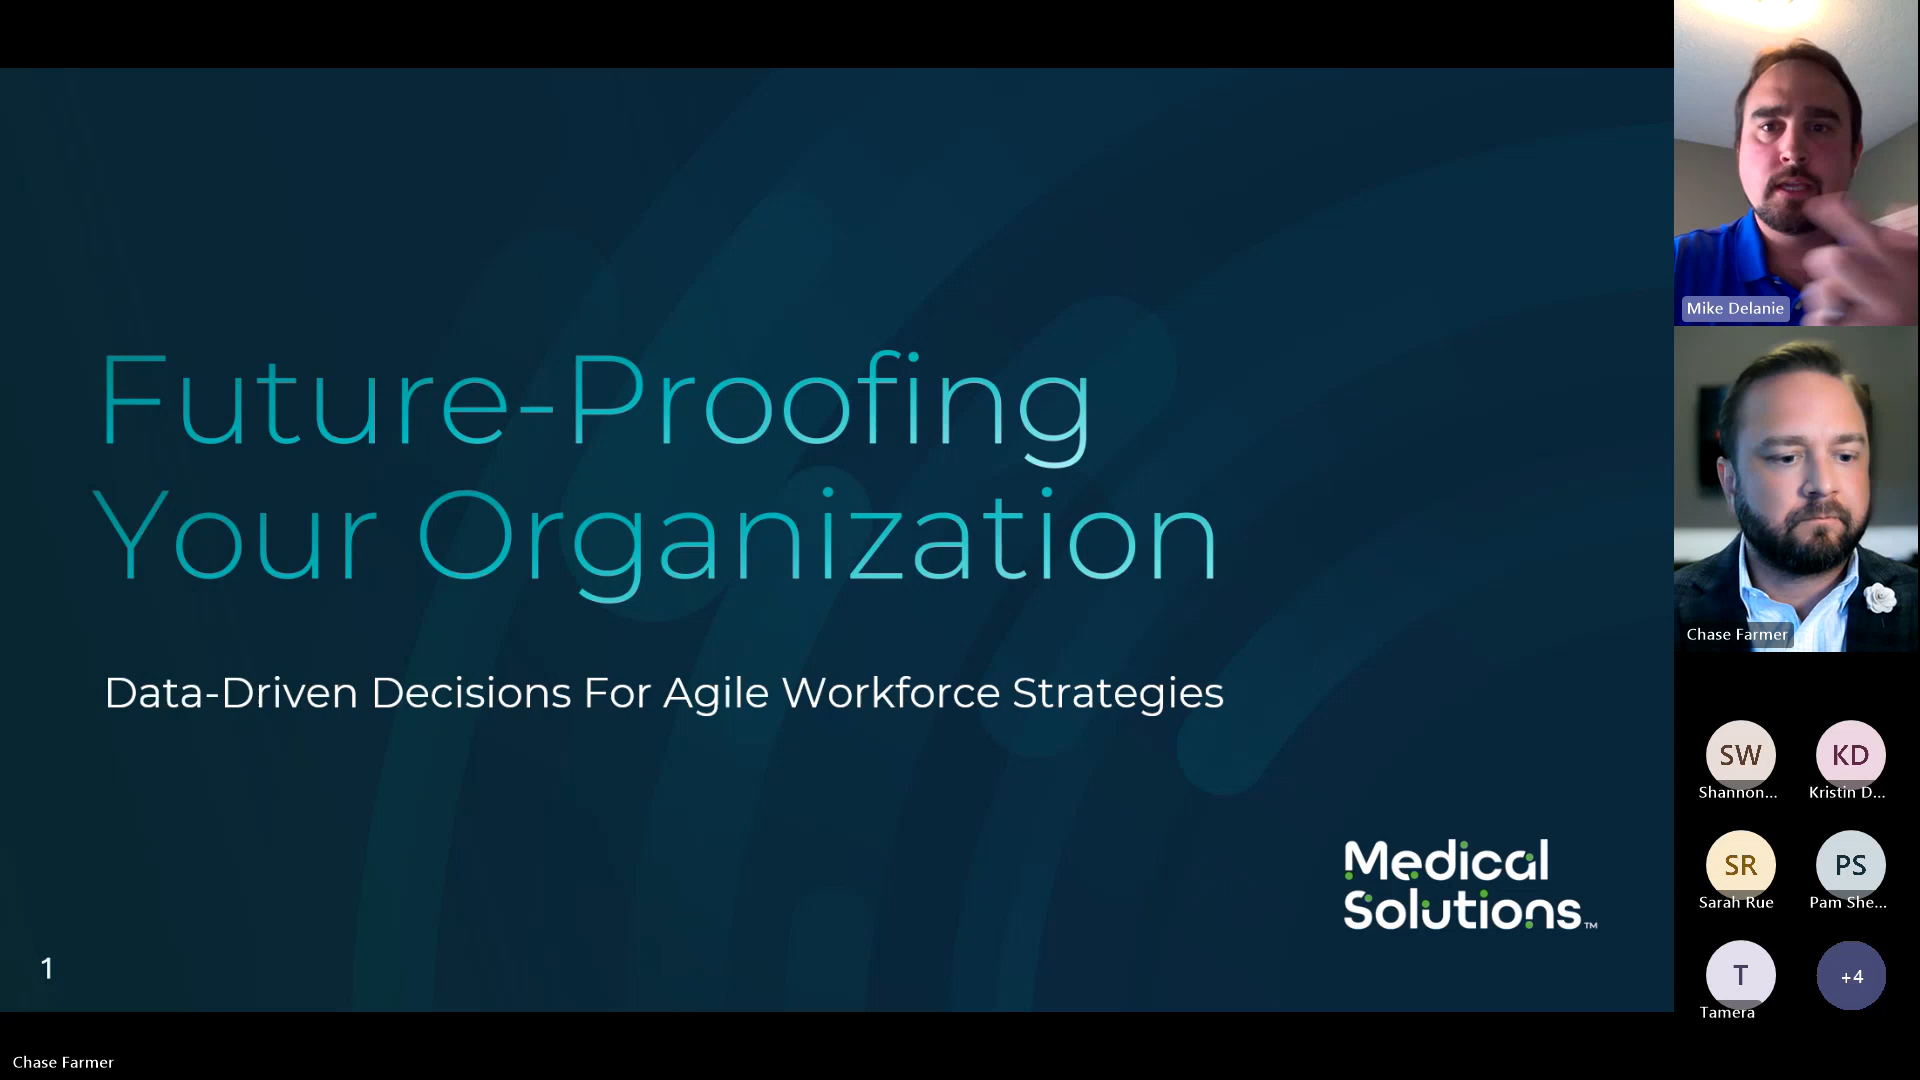 Future-Proofing
Your Organization
Data-Driven Decisions For Agile Workforce Strategies
Medical
Solutions™
1
Chase Farmer
Mike Delanie
Chase Farmer
SW
Shannon...
KD
Kristin D...
SR
Sarah Rue
PS
Pam She...
T
Tamera
+4